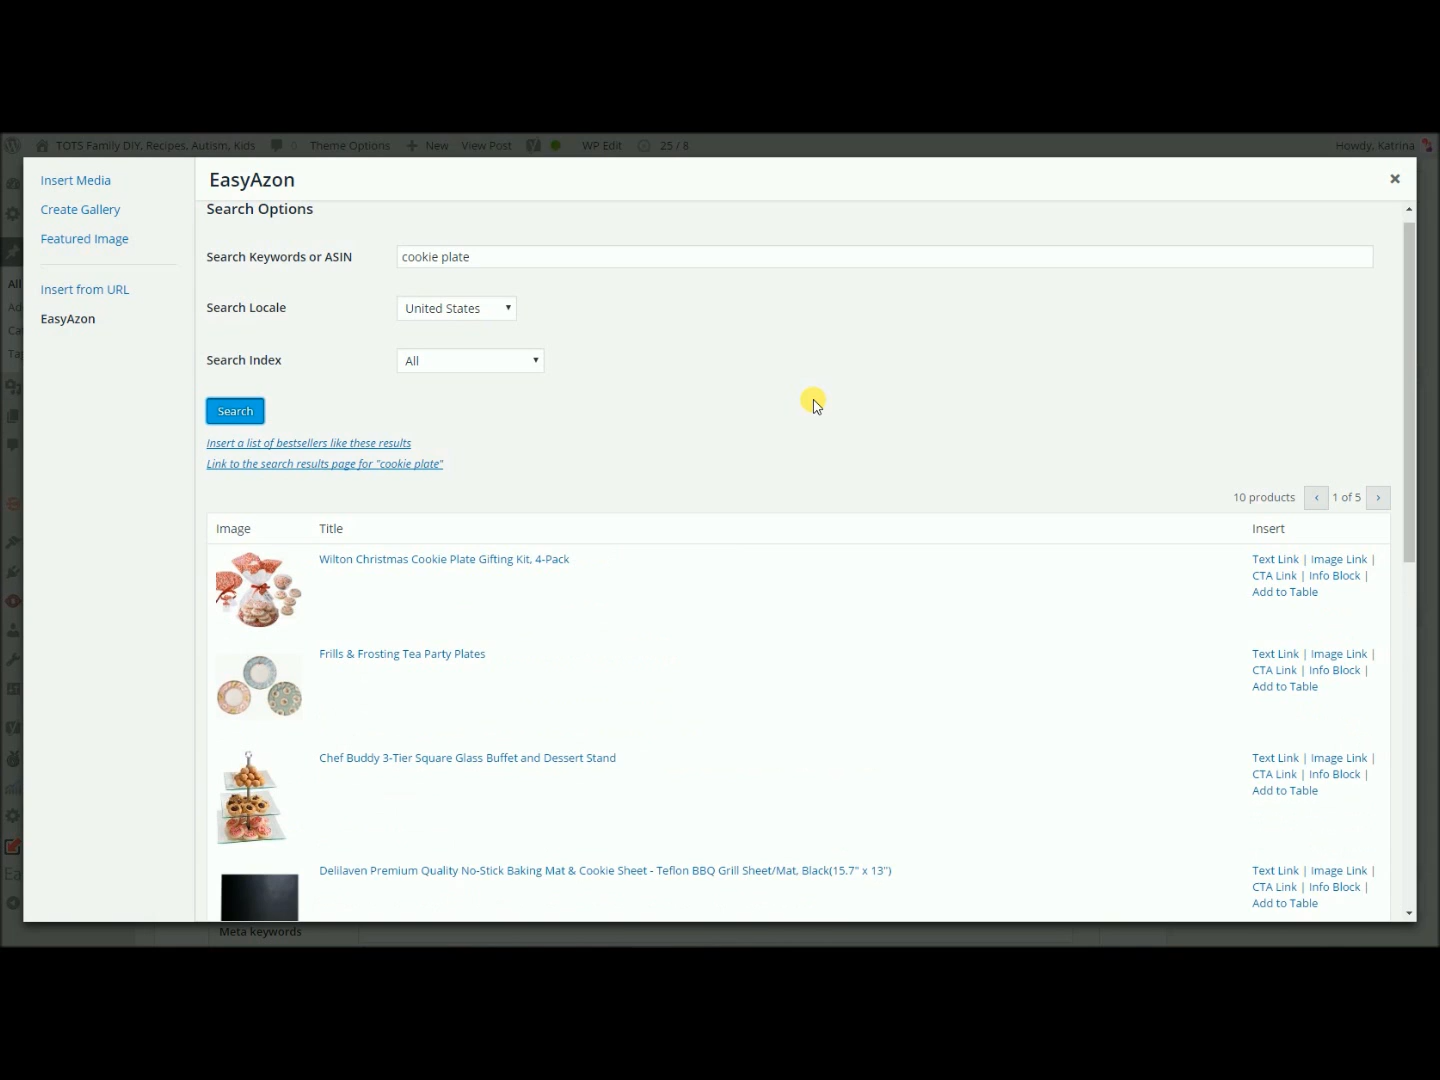 TOTS Family DIY, Recipes, Autism, Kids 0 Theme Options New View Post WP Edit 25 / 8 Howdy, Katrina
Insert Media
Create Gallery
Featured Image
Insert from URL
EasyAzon
EasyAzon
Search Options
Search Keywords or ASIN cookie plate
Search Locale United States
Search Index All
Search
Insert a list of bestsellers like these results
Link to the search results page for "cookie plate"
10 products ‹ 1 of 5 ›
Image Title Insert
Wilton Christmas Cookie Plate Gifting Kit, 4-Pack Text Link | Image Link |
CTA Link | Info Block |
Add to Table
Frills & Frosting Tea Party Plates Text Link | Image Link |
CTA Link | Info Block |
Add to Table
Chef Buddy 3-Tier Square Glass Buffet and Dessert Stand Text Link | Image Link |
CTA Link | Info Block |
Add to Table
Delilaven Premium Quality No-Stick Baking Mat & Cookie Sheet - Teflon BBQ Grill Sheet/Mat, Black(15.7" x 13") Text Link | Image Link |
CTA Link | Info Block |
Add to Table
All
Ad
Cat
Tag
Ea
Meta keywords